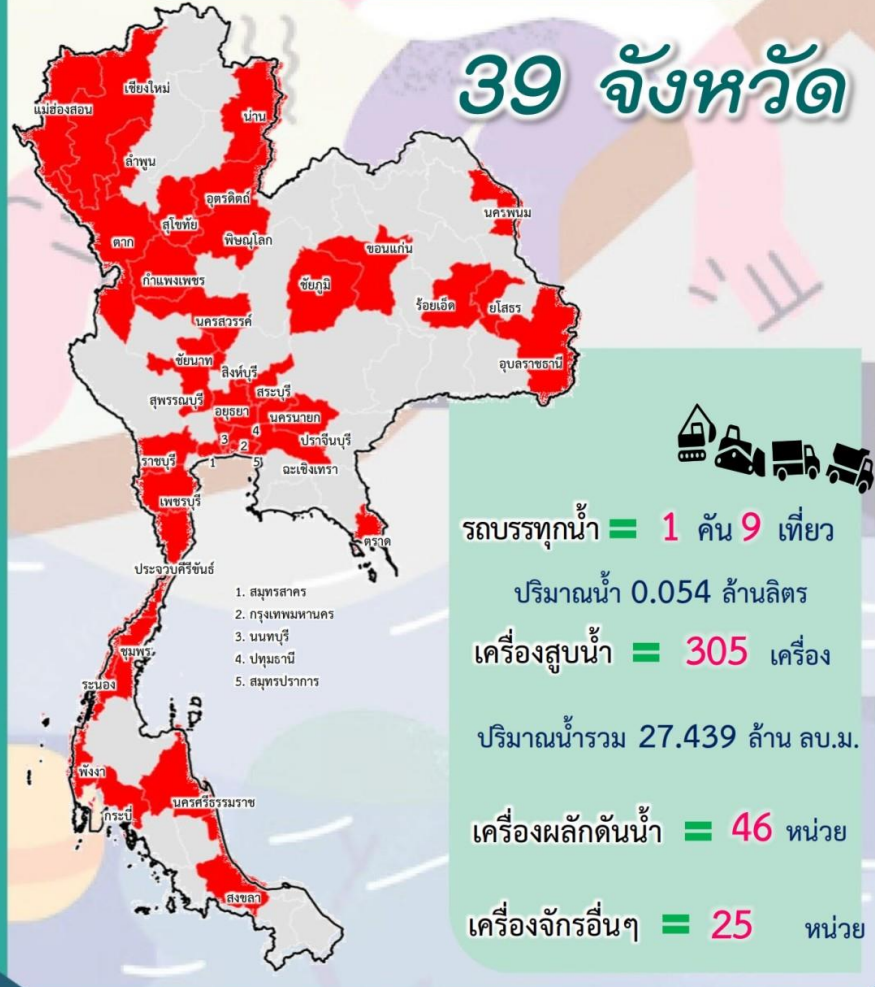 39 จังหวัด
เชียงใหม่
แม่ฮ่องสอน
น่าน
ลำพูน
อุตรดิตถ์
สุโขทัย
ตาก
พิษณุโลก
นครพนม
ขอนแก่น
กำแพงเพชร
ชัยภูมิ
ร้อยเอ็ด
ยโสธร
นครสวรรค์
ชัยนาท
สิงห์บุรี
อุบลราชธานี
สุพรรณบุรี
สระบุรี
อยุธยา
นครนายก
4
3
2
ปราจีนบุรี
ราชบุรี
1
5
ฉะเชิงเทรา
เพชรบุรี
ตราด
ประจวบคีรีขันธ์
1. สมุทรสาคร
2. กรุงเทพมหานคร
3. นนทบุรี
4. ปทุมธานี
5. สมุทรปราการ
ชุมพร
ระนอง
พังงา
กระบี่
นครศรีธรรมราช
สงขลา
รถบรรทุกน้ำ = 1 คัน 9 เที่ยว
ปริมาณน้ำ 0.054 ล้านลิตร
เครื่องสูบน้ำ = 305 เครื่อง
ปริมาณน้ำรวม 27.439 ล้าน ลบ.ม.
เครื่องผลักดันน้ำ = 46 หน่วย
เครื่องจักรอื่นๆ = 25 หน่วย